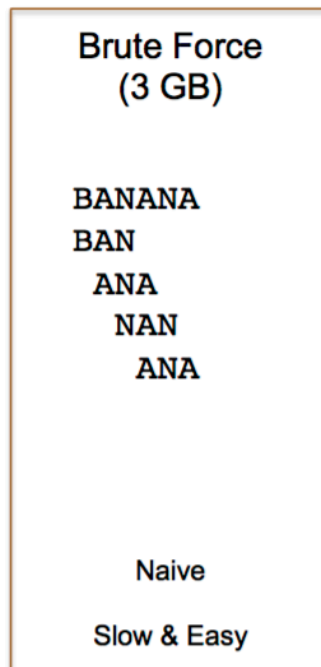 Brute Force
(3 GB)
BANANA
BAN
ANA
NAN
ANA
Naive
Slow & Easy